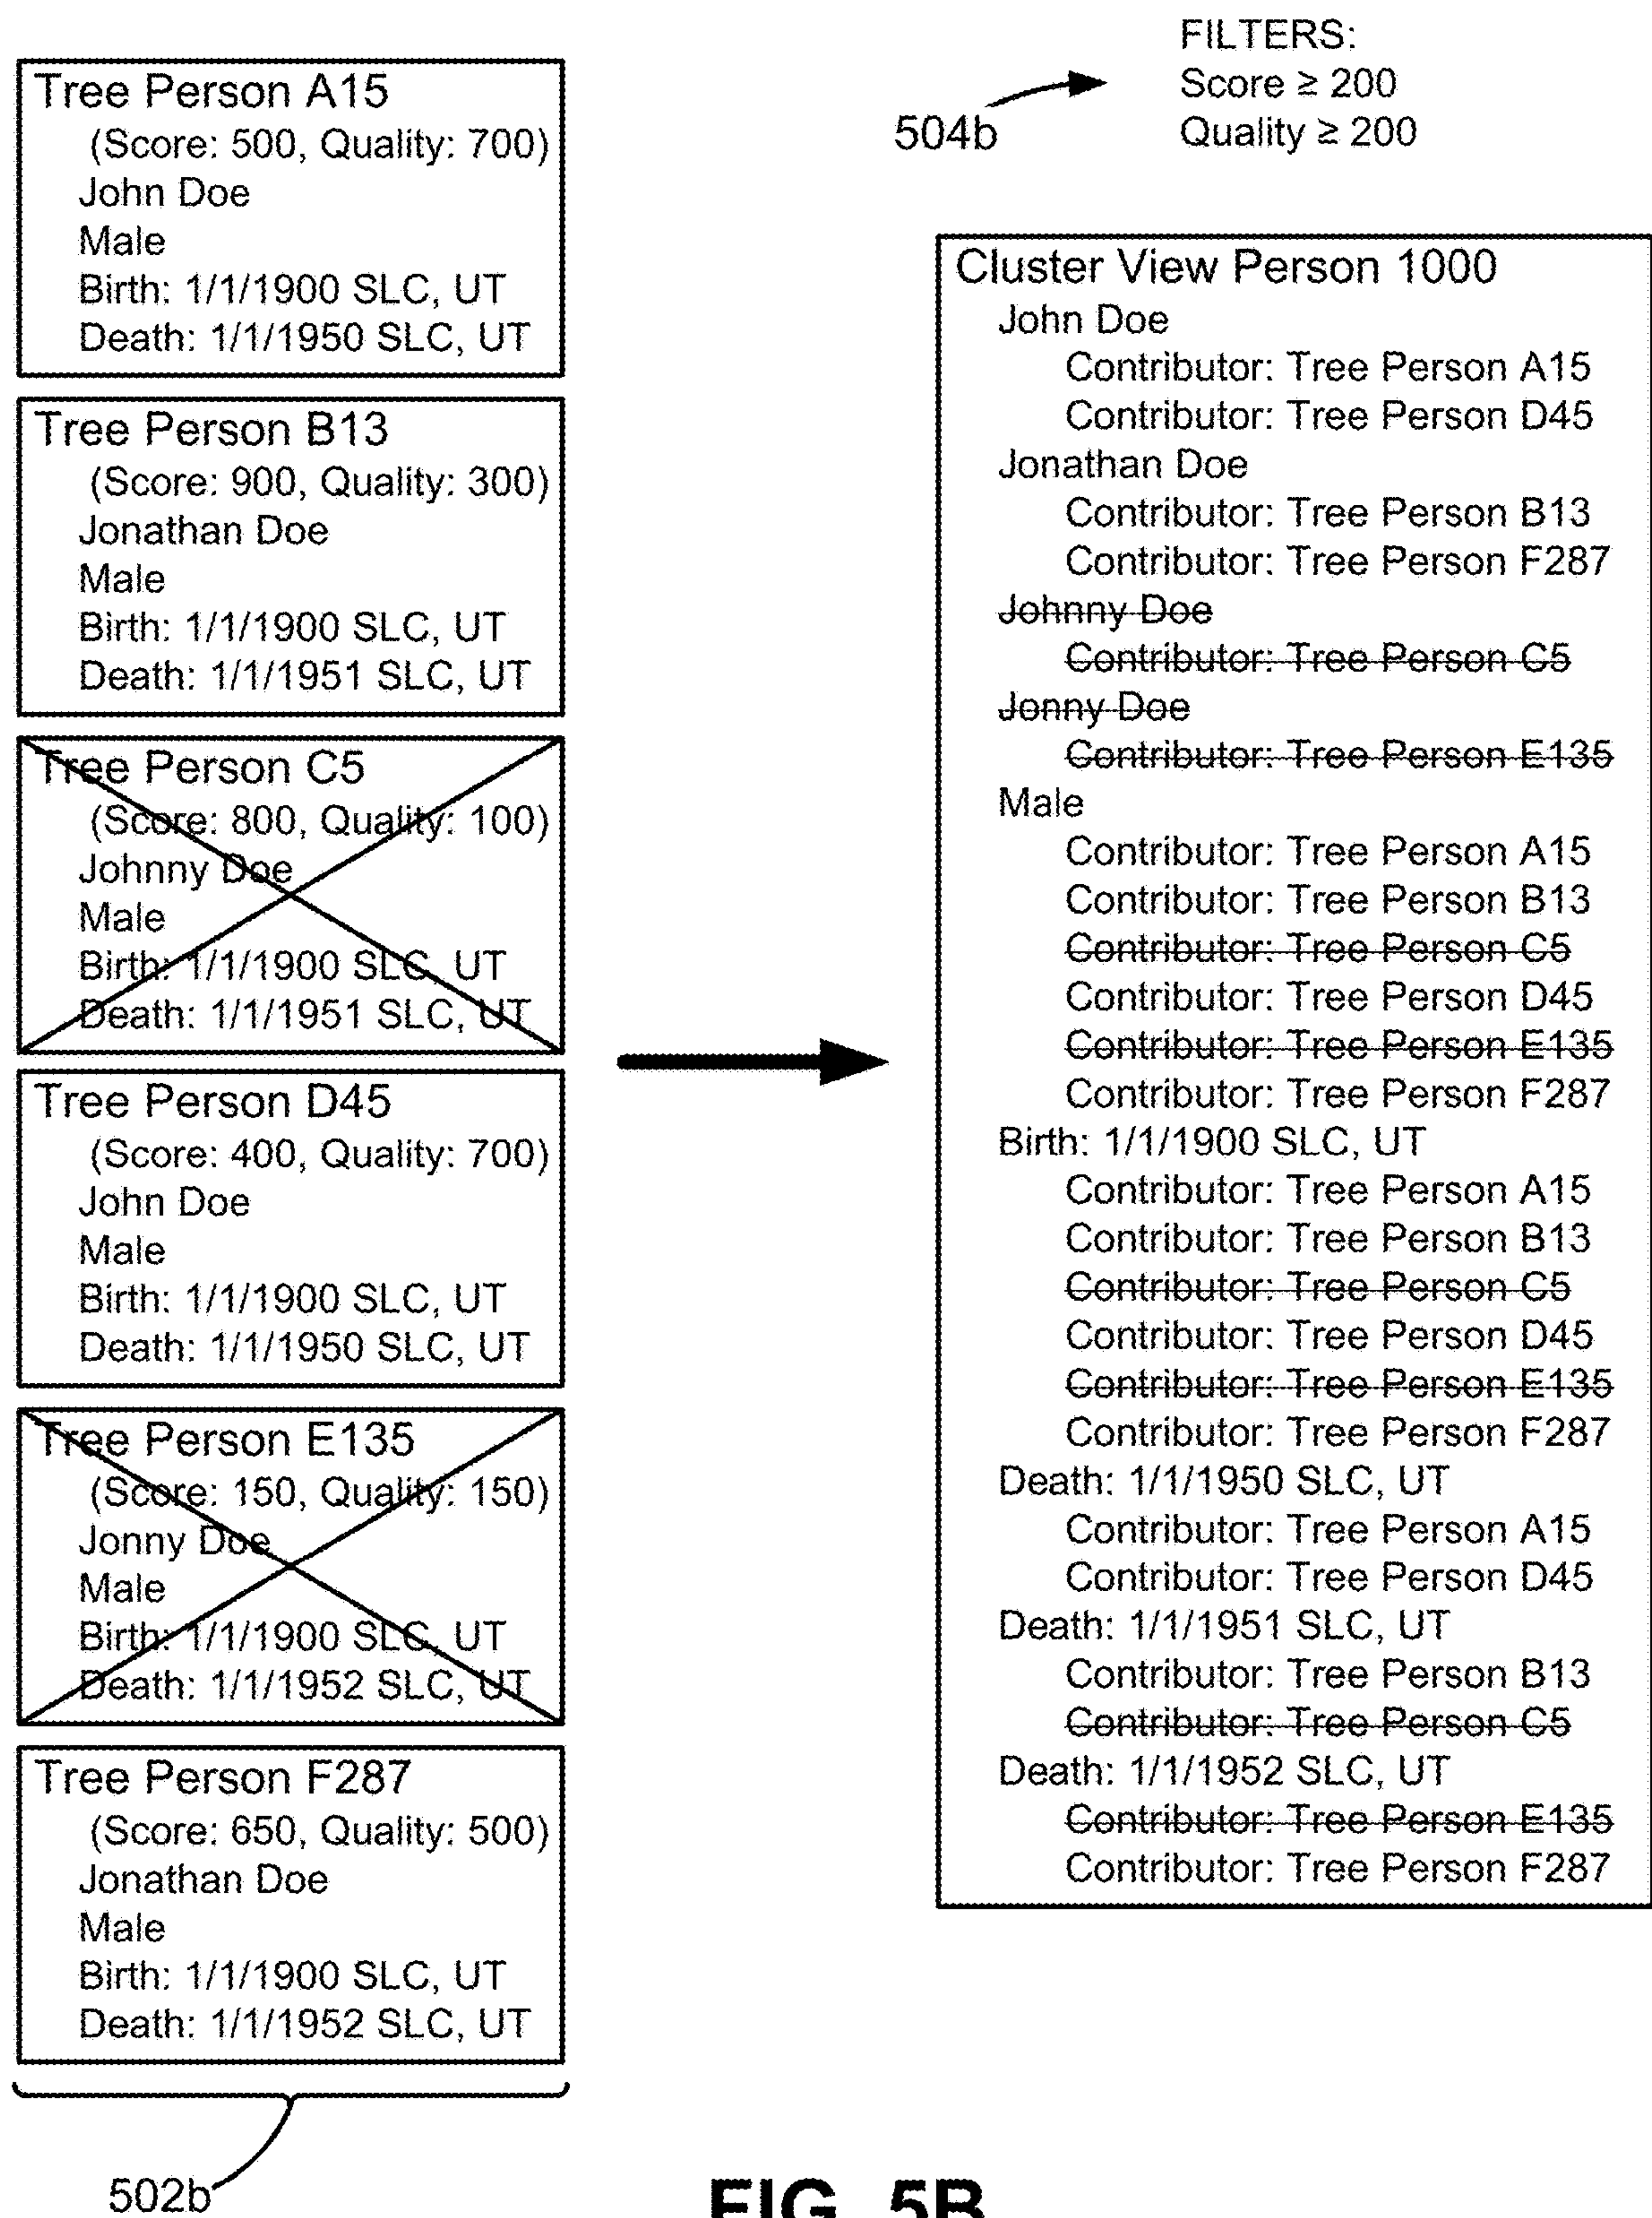 Tree Person A15
(Score: 500, Quality: 700)
John Doe
Male
Birth: 1/1/1900 SLC, UT
Death: 1/1/1950 SLC, UT
Tree Person B13
(Score: 900, Quality: 300)
Jonathan Doe
Male
Birth: 1/1/1900 SLC, UT
Death: 1/1/1951 SLC, UT
Tree Person C5
(Score: 800, Quality: 100)
Johnny Doe
Male
Birth: 1/1/1900 SLC, UT
Death: 1/1/1951 SLC, UT
Tree Person D45
(Score: 400, Quality: 700)
John Doe
Male
Birth: 1/1/1900 SLC, UT
Death: 1/1/1950 SLC, UT
Tree Person E135
(Score: 150, Quality: 150)
Jonny Doe
Male
Birth: 1/1/1900 SLC, UT
Death: 1/1/1952 SLC, UT
Tree Person F287
(Score: 650, Quality: 500)
Jonathan Doe
Male
Birth: 1/1/1900 SLC, UT
Death: 1/1/1952 SLC, UT
502b
504b
FILTERS:
Score ≥ 200
Quality ≥ 200
Cluster View Person 1000
John Doe
Contributor: Tree Person A15
Contributor: Tree Person D45
Jonathan Doe
Contributor: Tree Person B13
Contributor: Tree Person F287
Johnny Doe
Contributor: Tree Person C5
Jonny Doe
Contributor: Tree Person E135
Male
Contributor: Tree Person A15
Contributor: Tree Person B13
Contributor: Tree Person C5
Contributor: Tree Person D45
Contributor: Tree Person E135
Contributor: Tree Person F287
Birth: 1/1/1900 SLC, UT
Contributor: Tree Person A15
Contributor: Tree Person B13
Contributor: Tree Person C5
Contributor: Tree Person D45
Contributor: Tree Person E135
Contributor: Tree Person F287
Death: 1/1/1950 SLC, UT
Contributor: Tree Person A15
Contributor: Tree Person D45
Death: 1/1/1951 SLC, UT
Contributor: Tree Person B13
Contributor: Tree Person C5
Death: 1/1/1952 SLC, UT
Contributor: Tree Person E135
Contributor: Tree Person F287
FIG. 5B